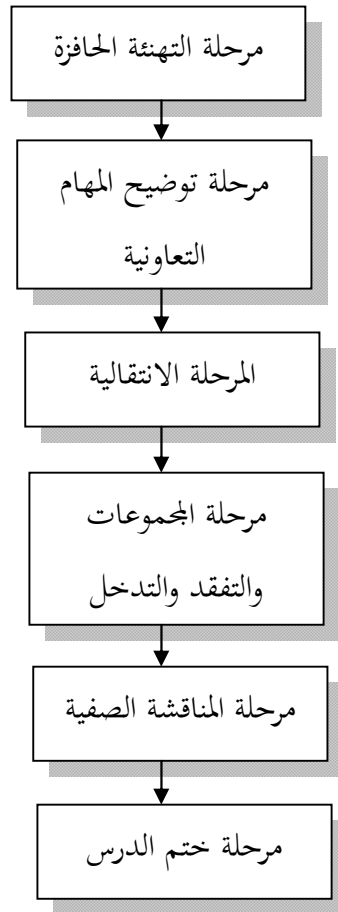 مرحلة التهنئة الحافزة
مرحلة توضيح المهام
التعاونية
المرحلة الانتقالية
مرحلة المجموعات
والتفقد والتدخل
مرحلة المناقشة الصفية
مرحلة ختم الدرس